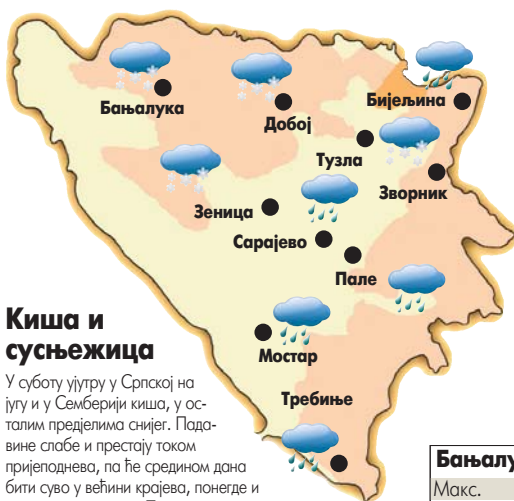 Бањалука
Добој
Бијељина
Тузла
Зворник
Зеница
Сарајево
Пале
Мостар
Требиње
Киша и
сусњежица
У суботу ујутру у Српској на
југу и у Семберији киша, у ос-
талим предјелима снијег. Пада-
вине слабе и престају током
пријеподнева, па ће средином дана
бити суво у већини крајева, понегде и
Бањалу
Макс.